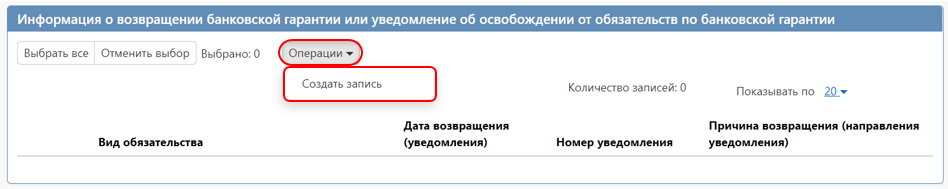 Информация о возвращении банковской гарантии или уведомление об освобождении от обязательств по банковской гарантии
Выбрать все Отменить выбор Выбрано: 0 Операции
Создать запись
Количество записей: 0 Показывать по 20
Вид обязательства
Дата возвращения (уведомления)
Номер уведомления
Причина возвращения (направления уведомления)